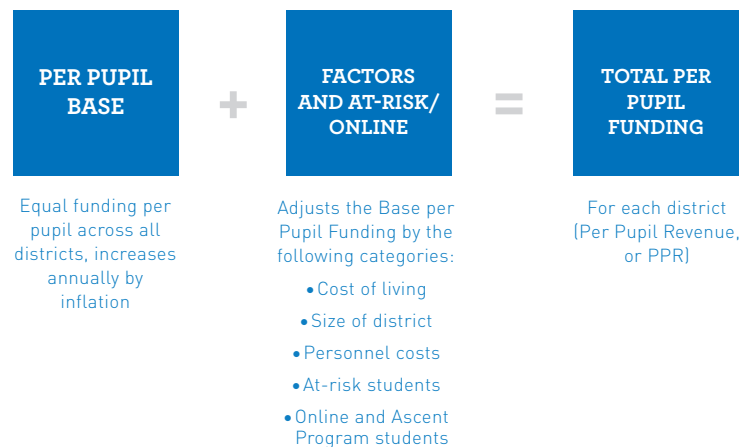 PER PUPIL
BASE
+
FACTORS
AND AT-RISK/
ONLINE
=
TOTAL PER
PUPIL
FUNDING
Equal funding per
pupil across all
districts, increases
annually by
inflation
Adjusts the Base per
Pupil Funding by the
following categories:
• Cost of living
• Size of district
• Personnel costs
• At-risk students
• Online and Ascent
Program students
For each district
(Per Pupil Revenue,
or PPR)